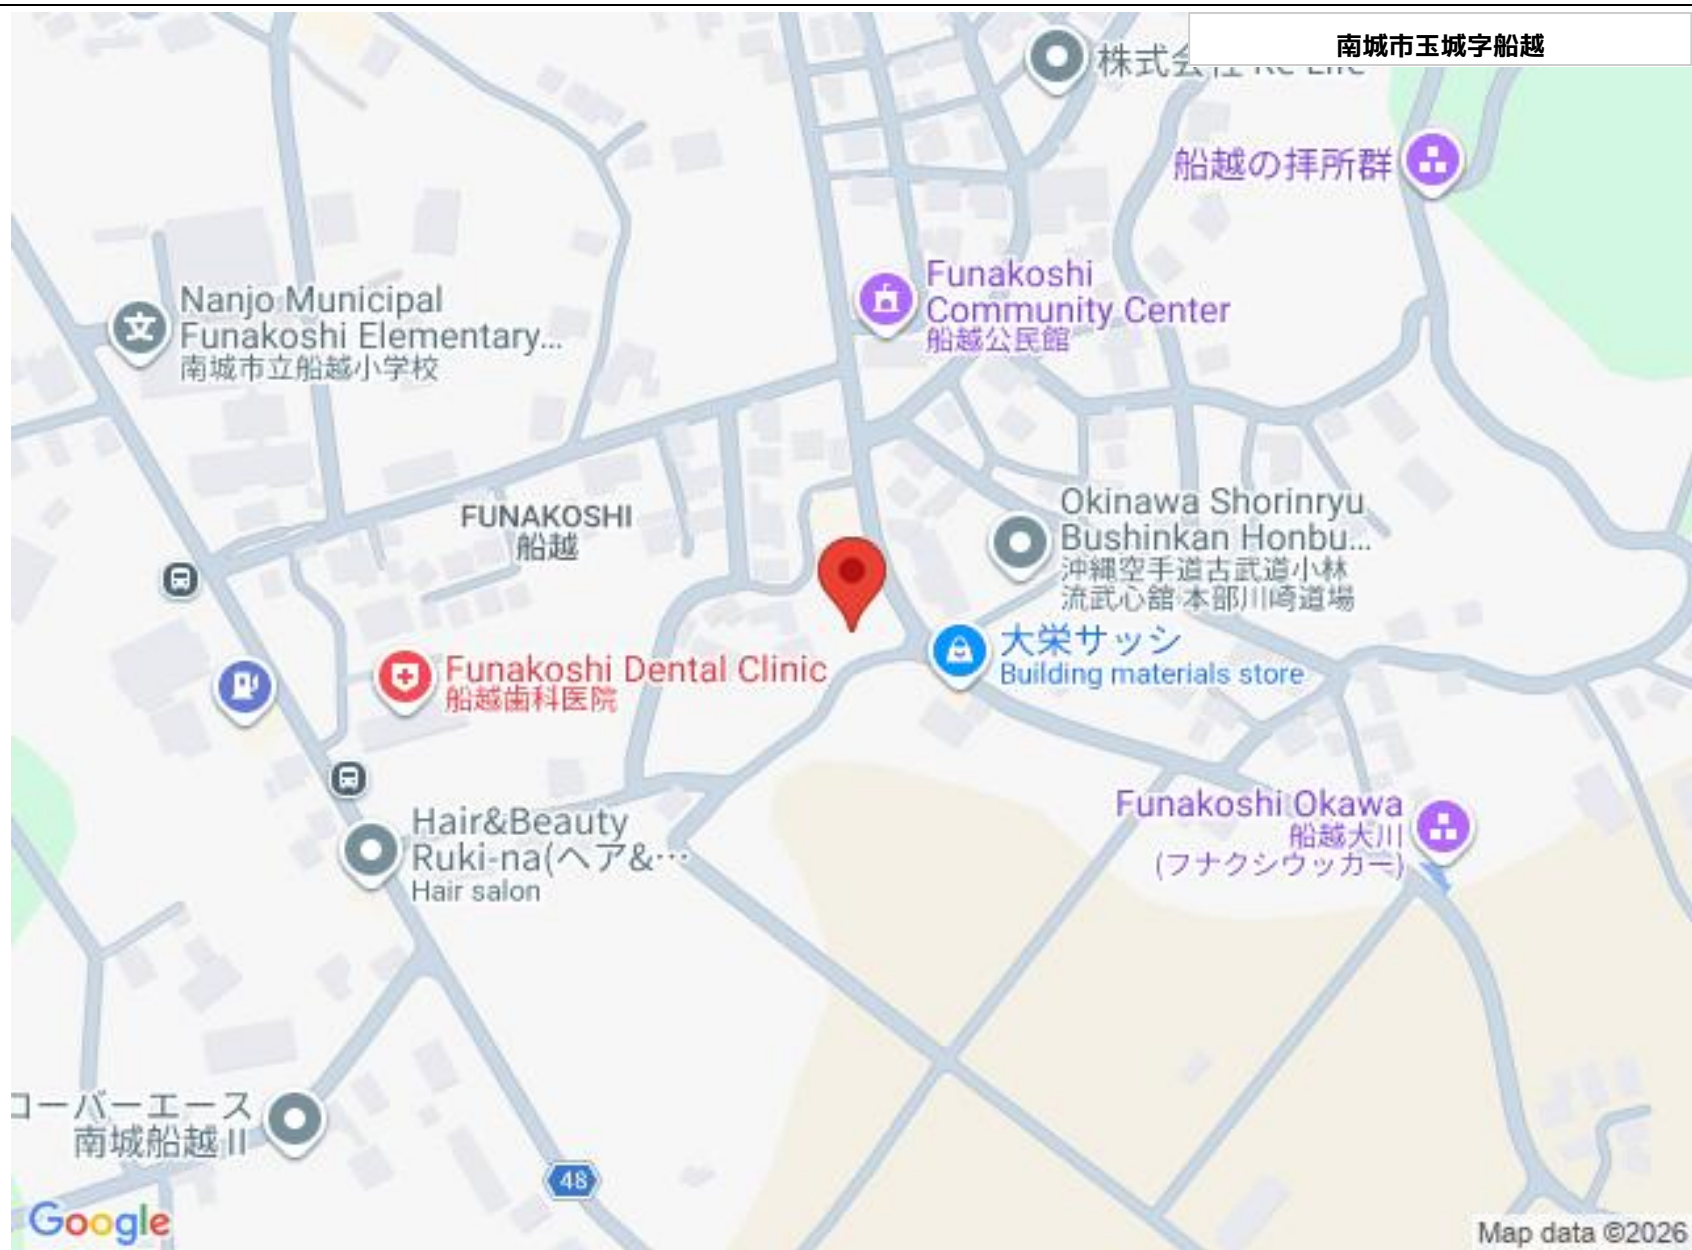 南城市玉城字船越
株式会社 Re Life
船越の拝所群
Funakoshi
Community Center
船越公民館
Nanjo Municipal
Funakoshi Elementary...
南城市立船越小学校
文
FUNAKOSHI
船越
Okinawa Shorinryu
Bushinkan Honbu...
沖縄空手道古武道小林
流武心舘 本部川崎道場
大栄サッシ
Building materials store
Funakoshi Dental Clinic
船越歯科医院
Funakoshi Okawa
船越大川
(フナクシウッカー)
Hair&Beauty
Ruki-na(ヘア&…
Hair salon
ローバーエース
南城船越 II
48
Google
Map data ©2026